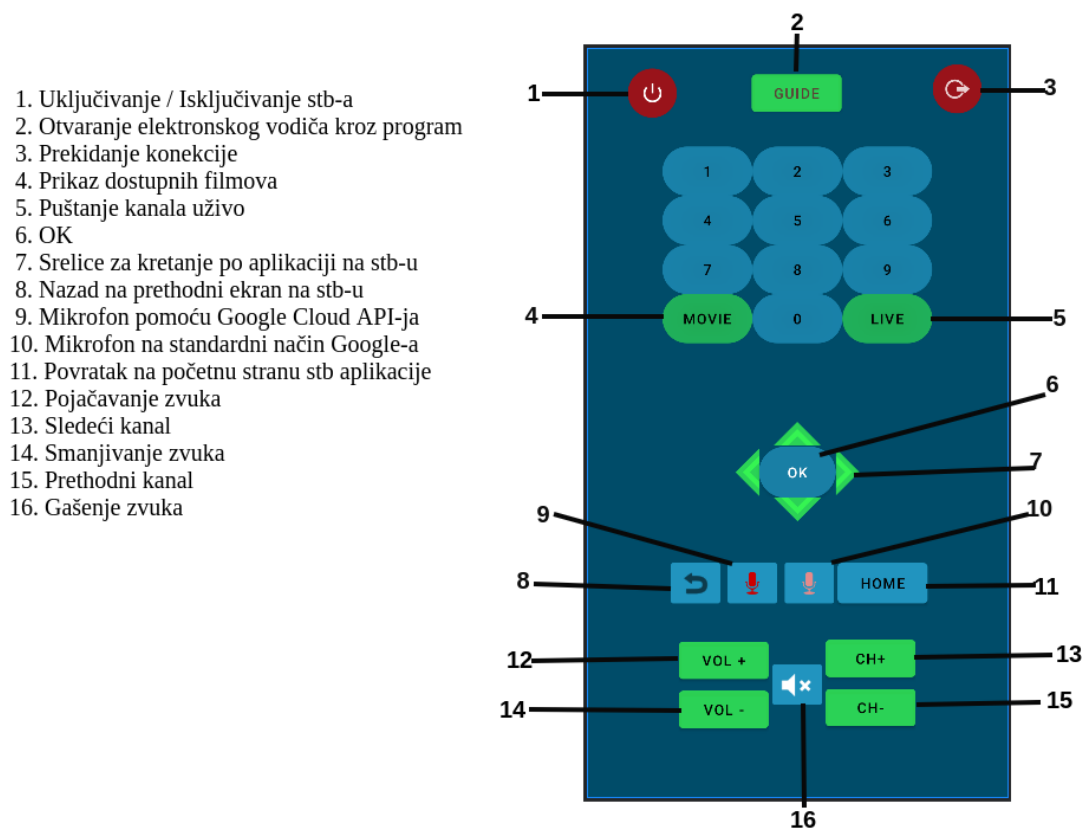 1. Uključivanje / Isključivanje stb-a
2. Otvaranje elektronskog vodiča kroz program
3. Prekidanje konekcije
4. Prikaz dostupnih filmova
5. Puštanje kanala uživo
6. OK
7. Srelice za kretanje po aplikaciji na stb-u
8. Nazad na prethodni ekran na stb-u
9. Mikrofon pomoću Google Cloud API-ja
10. Mikrofon na standardni način Google-a
11. Povratak na početnu stranu stb aplikacije
12. Pojačavanje zvuka
13. Sledeći kanal
14. Smanjivanje zvuka
15. Prethodni kanal
16. Gašenje zvuka
2
1 GUIDE 3
1 2 3
4 5 6
7 8 9
4 MOVIE 0 LIVE 5
6
OK 7
9 10
8 HOME 11
12 VOL + CH+ 13
14 VOL - CH- 15
16